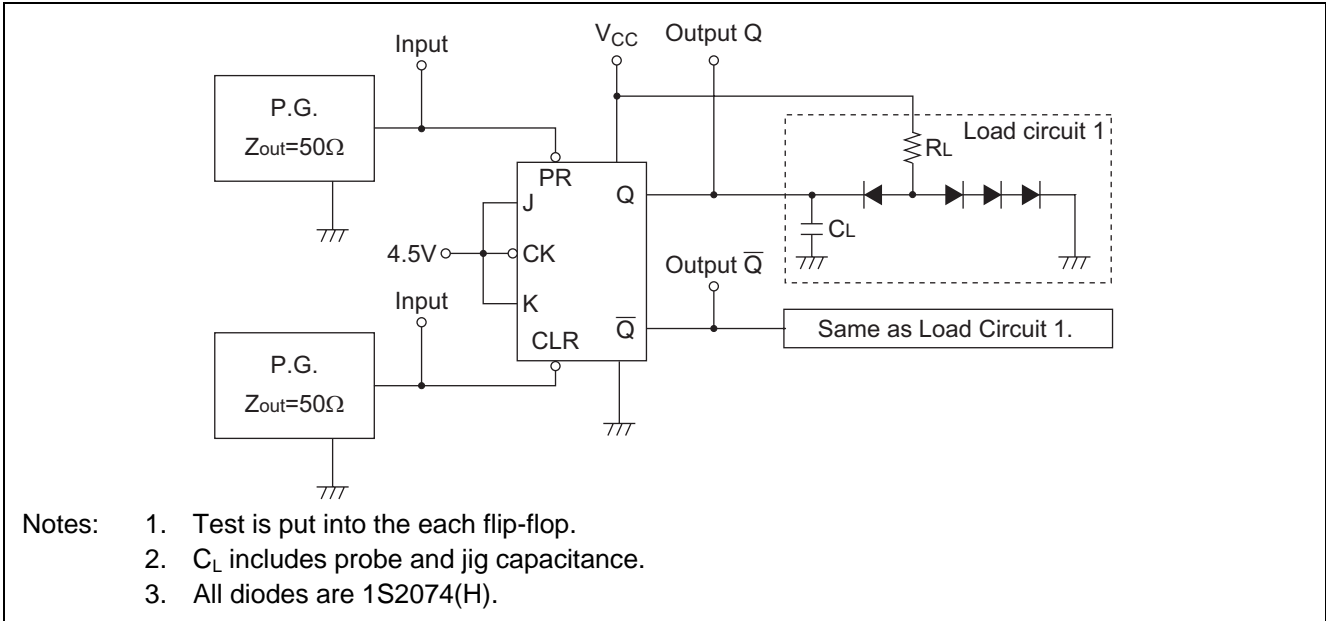 Input
V_CC
Output Q
P.G.
Zout=50Ω
Load circuit 1
RL
PR
J
Q
CL
4.5V
CK
Output Q̅
Input
K
Q̅
Same as Load Circuit 1.
CLR
P.G.
Zout=50Ω
Notes: 1. Test is put into the each flip-flop.
2. C_L includes probe and jig capacitance.
3. All diodes are 1S2074(H).